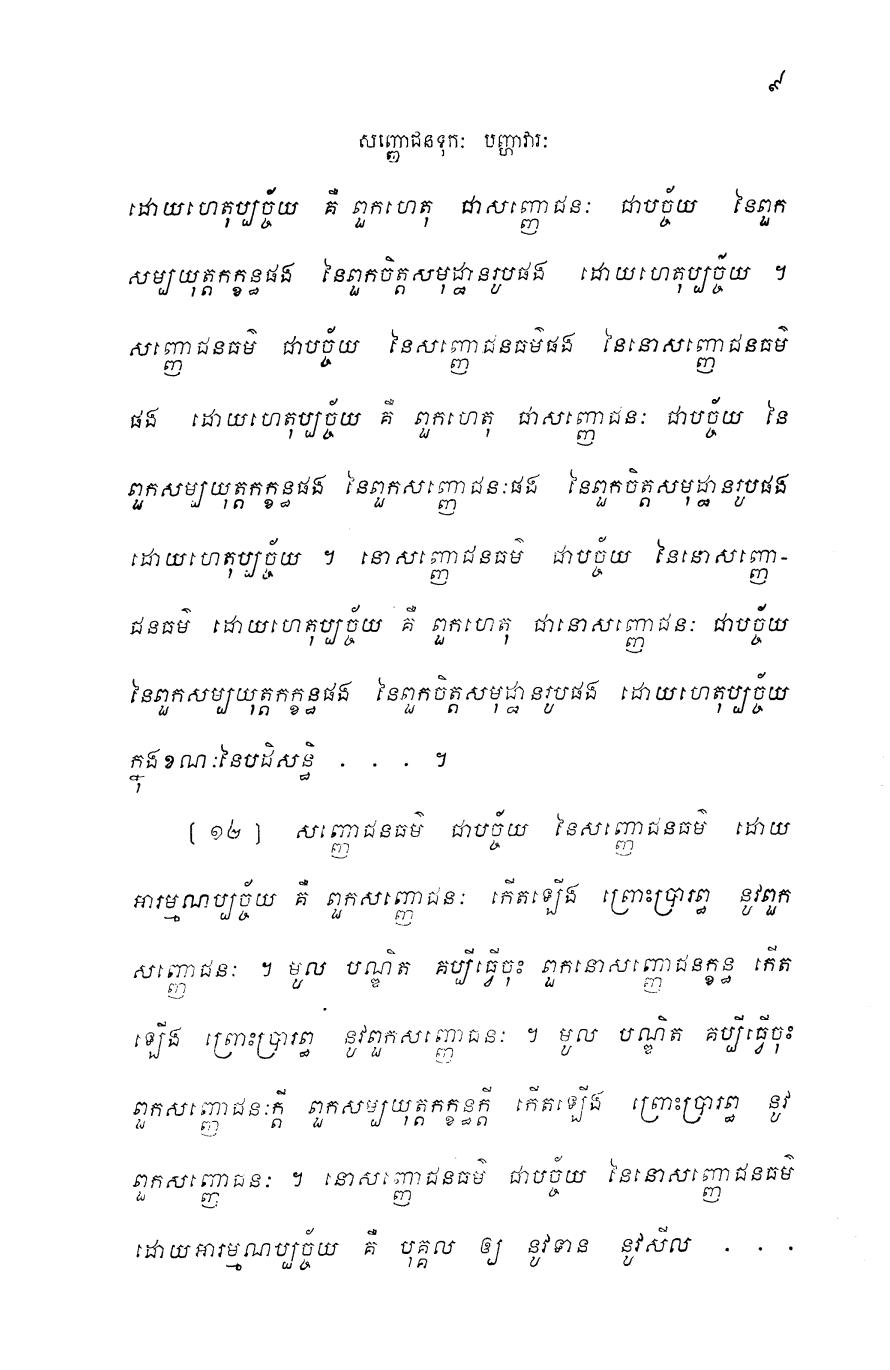 ៩
សញ្ញោជនទុកៈ បញ្ហាវារៈ
ដោយហេតុប្បច្ច័យ គឺ ពួកហេតុ ជាសញ្ញោជនៈ ជាបច្ច័យ នៃពួក
សម្បយុត្តកក្ខន្ធផង នៃពួកចិត្តសមុដ្ឋានរូបផង ដោយហេតុប្បច្ច័យ ។
សញ្ញោជនធម៌ ជាបច្ច័យ នៃសញ្ញោជនធម៌ផង នៃនោសញ្ញោជនធម៌
ផង ដោយហេតុប្បច្ច័យ គឺ ពួកហេតុ ជាសញ្ញោជនៈ ជាបច្ច័យ នៃ
ពួកសម្បយុត្តកក្ខន្ធផង នៃពួកសញ្ញោជនៈផង នៃពួកចិត្តសមុដ្ឋានរូបផង
ដោយហេតុប្បច្ច័យ ។ នោសញ្ញោជនធម៌ ជាបច្ច័យ នៃនោសញ្ញោ-
ជនធម៌ ដោយហេតុប្បច្ច័យ គឺ ពួកហេតុ ជានោសញ្ញោជនៈ ជាបច្ច័យ
នៃពួកសម្បយុត្តកក្ខន្ធផង នៃពួកចិត្តសមុដ្ឋានរូបផង ដោយហេតុប្បច្ច័យ
ក្នុងខណៈនៃបដិសន្ធិ . . . ។
[ ១២ ] សញ្ញោជនធម៌ ជាបច្ច័យ នៃសញ្ញោជនធម៌ ដោយ
អារម្មណប្បច្ច័យ គឺ ពួកសញ្ញោជនៈ កើតឡើង ព្រោះប្រារព្ធ នូវពួក
សញ្ញោជនៈ ។ មូល បណ្ឌិត គប្បីធ្វើចុះ ពួកនោសញ្ញោជនក្ខន្ធ កើត
ឡើង ព្រោះប្រារព្ធ នូវពួកសញ្ញោជនៈ ។ មូល បណ្ឌិត គប្បីធ្វើចុះ
ពួកសញ្ញោជនៈក្តី ពួកសម្បយុត្តកក្ខន្ធក្តី កើតឡើង ព្រោះប្រារព្ធ នូវ
ពួកសញ្ញោជនៈ ។ នោសញ្ញោជនធម៌ ជាបច្ច័យ នៃនោសញ្ញោជនធម៌
ដោយអារម្មណប្បច្ច័យ គឺ បុគ្គល ឲ្យ នូវទាន នូវសីល . . .